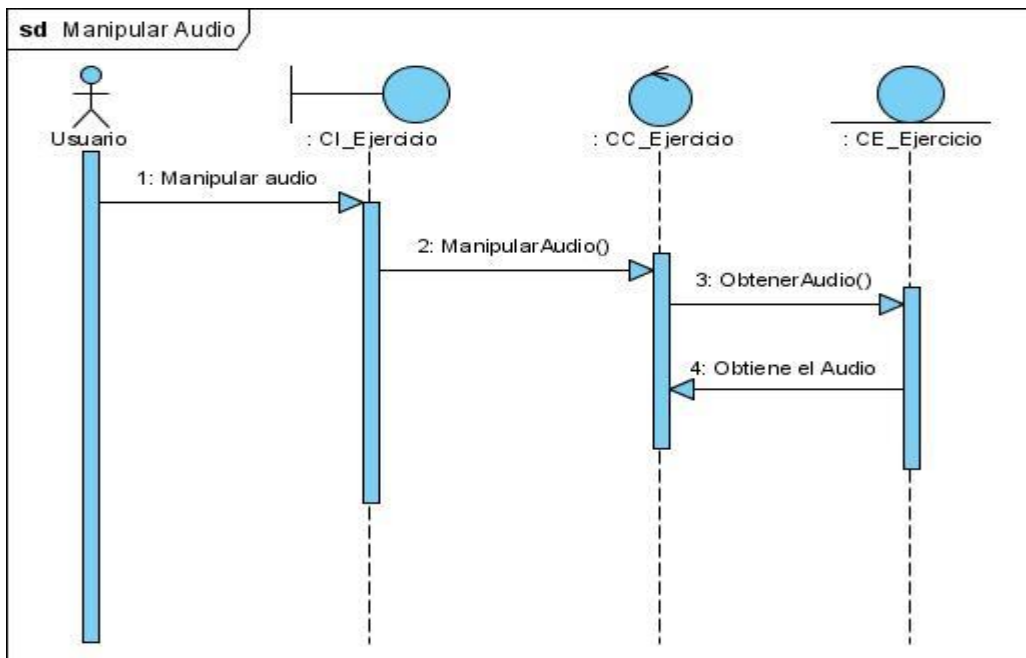 sd Manipular Audio
Usuario
: CI_Ejercicio
: CC_Ejercicio
: CE_Ejercicio
1: Manipular audio
2: ManipularAudio()
3: ObtenerAudio()
4: Obtiene el Audio